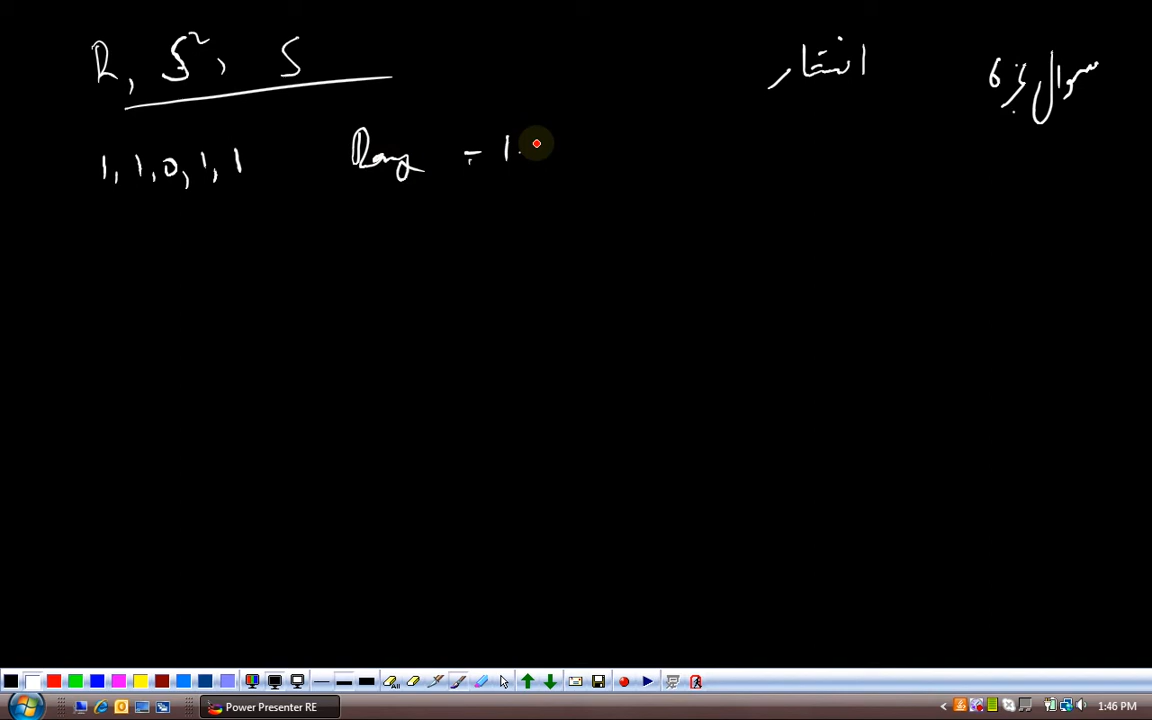 سوال نمبر 6
انتشار
R, S², S
1, 1, 0, 1, 1 Range = 1
Power Presenter RE
1:46 PM